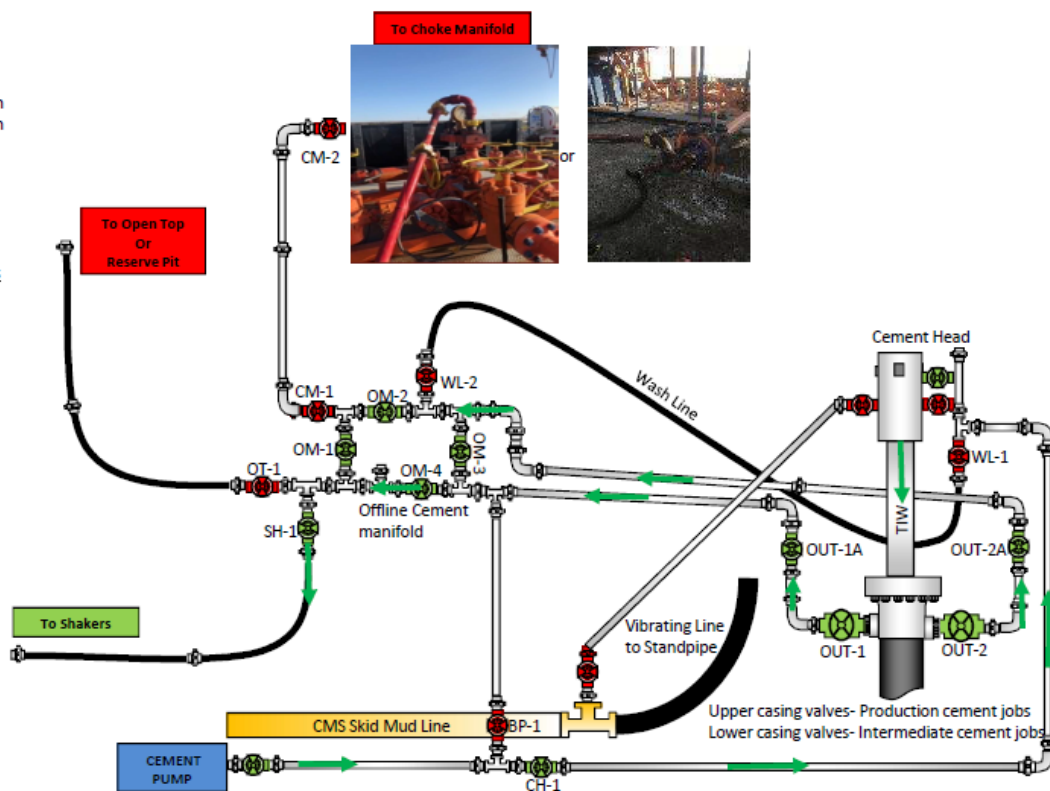 To Choke Manifold
n
n
CM-2
or
To Open Top
Or
Reserve Pit
s
Cement Head
WL-2
Wash Line
CM-1
OM-2
OM-1
OM-3
WL-1
OT-1
OM-4
Offline Cement
manifold
SH-1
TIW
OUT-1A
OUT-2A
To Shakers
Vibrating Line
to Standpipe
OUT-1
OUT-2
CMS Skid Mud Line
BP-1
Upper casing valves- Production cement jobs
Lower casing valves- Intermediate cement jobs
CEMENT
PUMP
CH-1